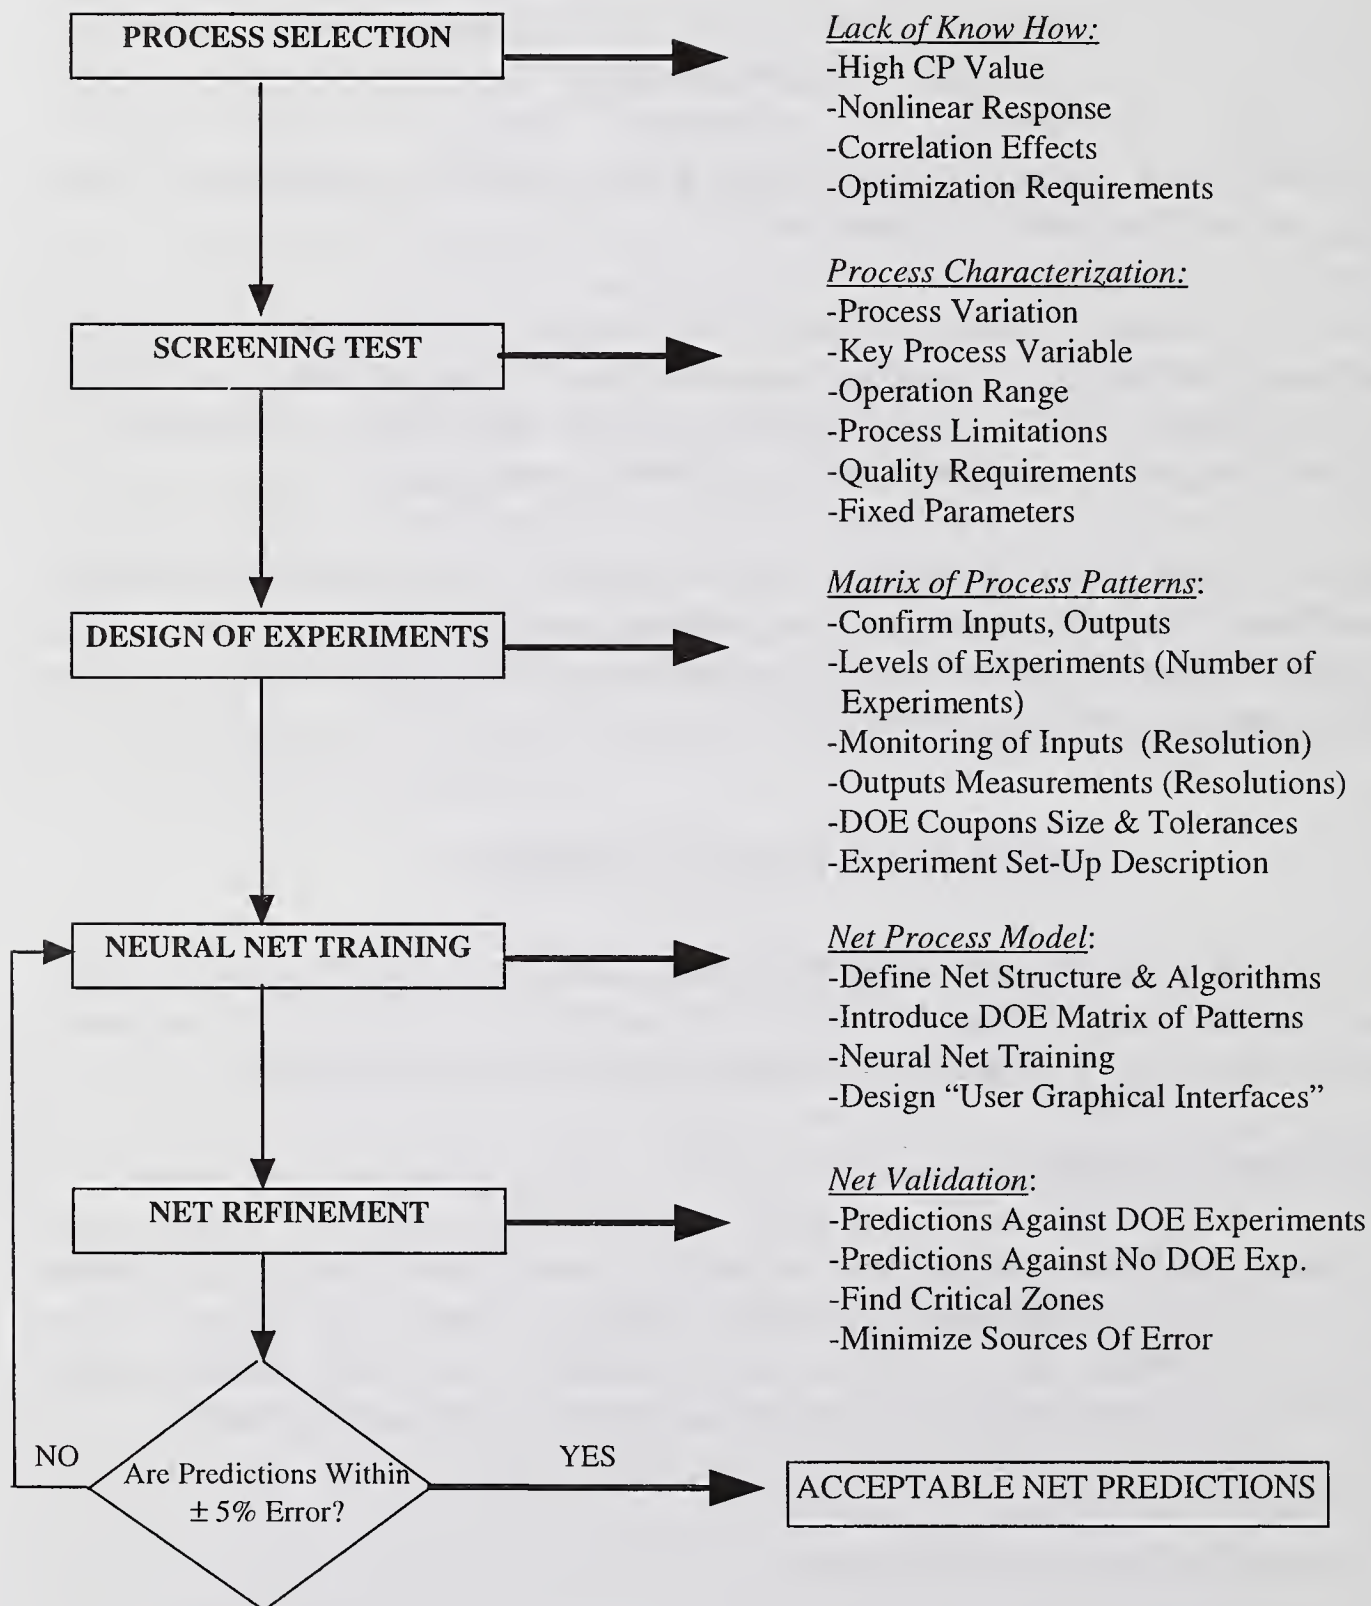 PROCESS SELECTION
Lack of Know How:
-High CP Value
-Nonlinear Response
-Correlation Effects
-Optimization Requirements
SCREENING TEST
Process Characterization:
-Process Variation
-Key Process Variable
-Operation Range
-Process Limitations
-Quality Requirements
-Fixed Parameters
DESIGN OF EXPERIMENTS
Matrix of Process Patterns:
-Confirm Inputs, Outputs
-Levels of Experiments (Number of
Experiments)
-Monitoring of Inputs (Resolution)
-Outputs Measurements (Resolutions)
-DOE Coupons Size & Tolerances
-Experiment Set-Up Description
NEURAL NET TRAINING
Net Process Model:
-Define Net Structure & Algorithms
-Introduce DOE Matrix of Patterns
-Neural Net Training
-Design “User Graphical Interfaces”
NET REFINEMENT
Net Validation:
-Predictions Against DOE Experiments
-Predictions Against No DOE Exp.
-Find Critical Zones
-Minimize Sources Of Error
NO
Are Predictions Within
± 5% Error?
YES
ACCEPTABLE NET PREDICTIONS